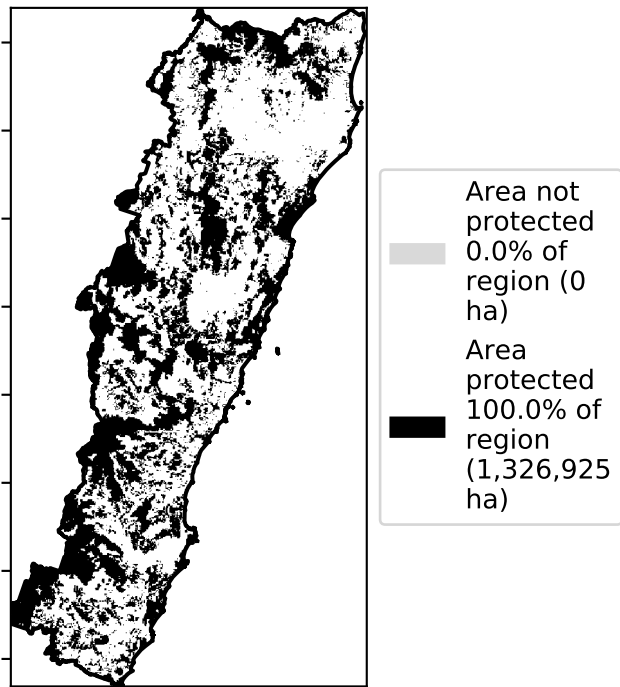 Area not
protected
0.0% of
region (0
ha)
Area
protected
100.0% of
region
(1,326,925
ha)